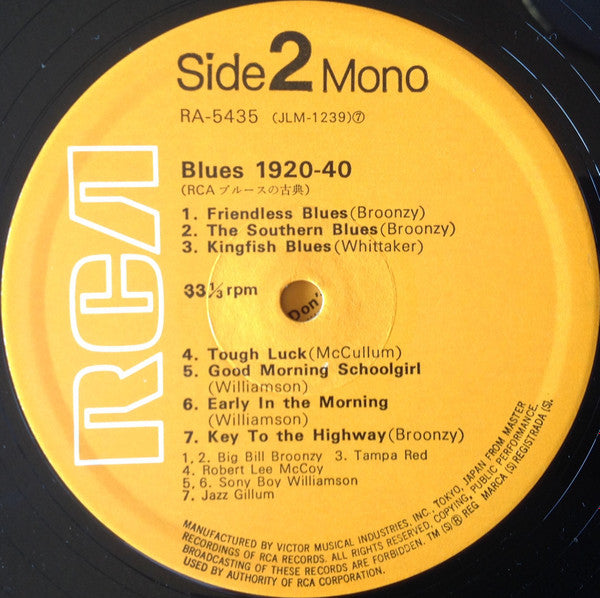 Side 2 Mono
RA-5435 (JLM-1239)⑦
RCA
Blues 1920-40
(RCA ブルースの古典)
1. Friendless Blues(Broonzy)
2. The Southern Blues(Broonzy)
3. Kingfish Blues(Whittaker)
33⅓ rpm
Don'
4. Tough Luck(McCullum)
5. Good Morning Schoolgirl
(Williamson)
6. Early In the Morning
(Williamson)
7. Key To the Highway(Broonzy)
1, 2. Big Bill Broonzy 3. Tampa Red
4. Robert Lee McCoy
5, 6. Sony Boy Williamson
7. Jazz Gillum
MANUFACTURED BY VICTOR MUSICAL INDUSTRIES, INC., TOKYO, JAPAN FROM MASTER
RECORDINGS OF RCA RECORDS. ALL RIGHTS RESERVED, COPYING, PUBLIC PERFORMANCE,
BROADCASTING OF THESE RECORDS ARE FORBIDDEN. TM (S) ® REG MARCA (S) REGISTRADA (S).
USED BY AUTHORITY OF RCA CORPORATION.